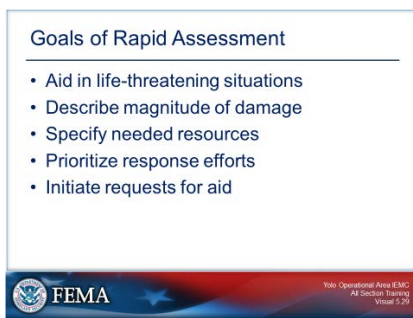 Goals of Rapid Assessment
• Aid in life-threatening situations
• Describe magnitude of damage
• Specify needed resources
• Prioritize response efforts
• Initiate requests for aid
FEMA
Yolo Operational Area IEMC
All Section Training
Visual 5.29